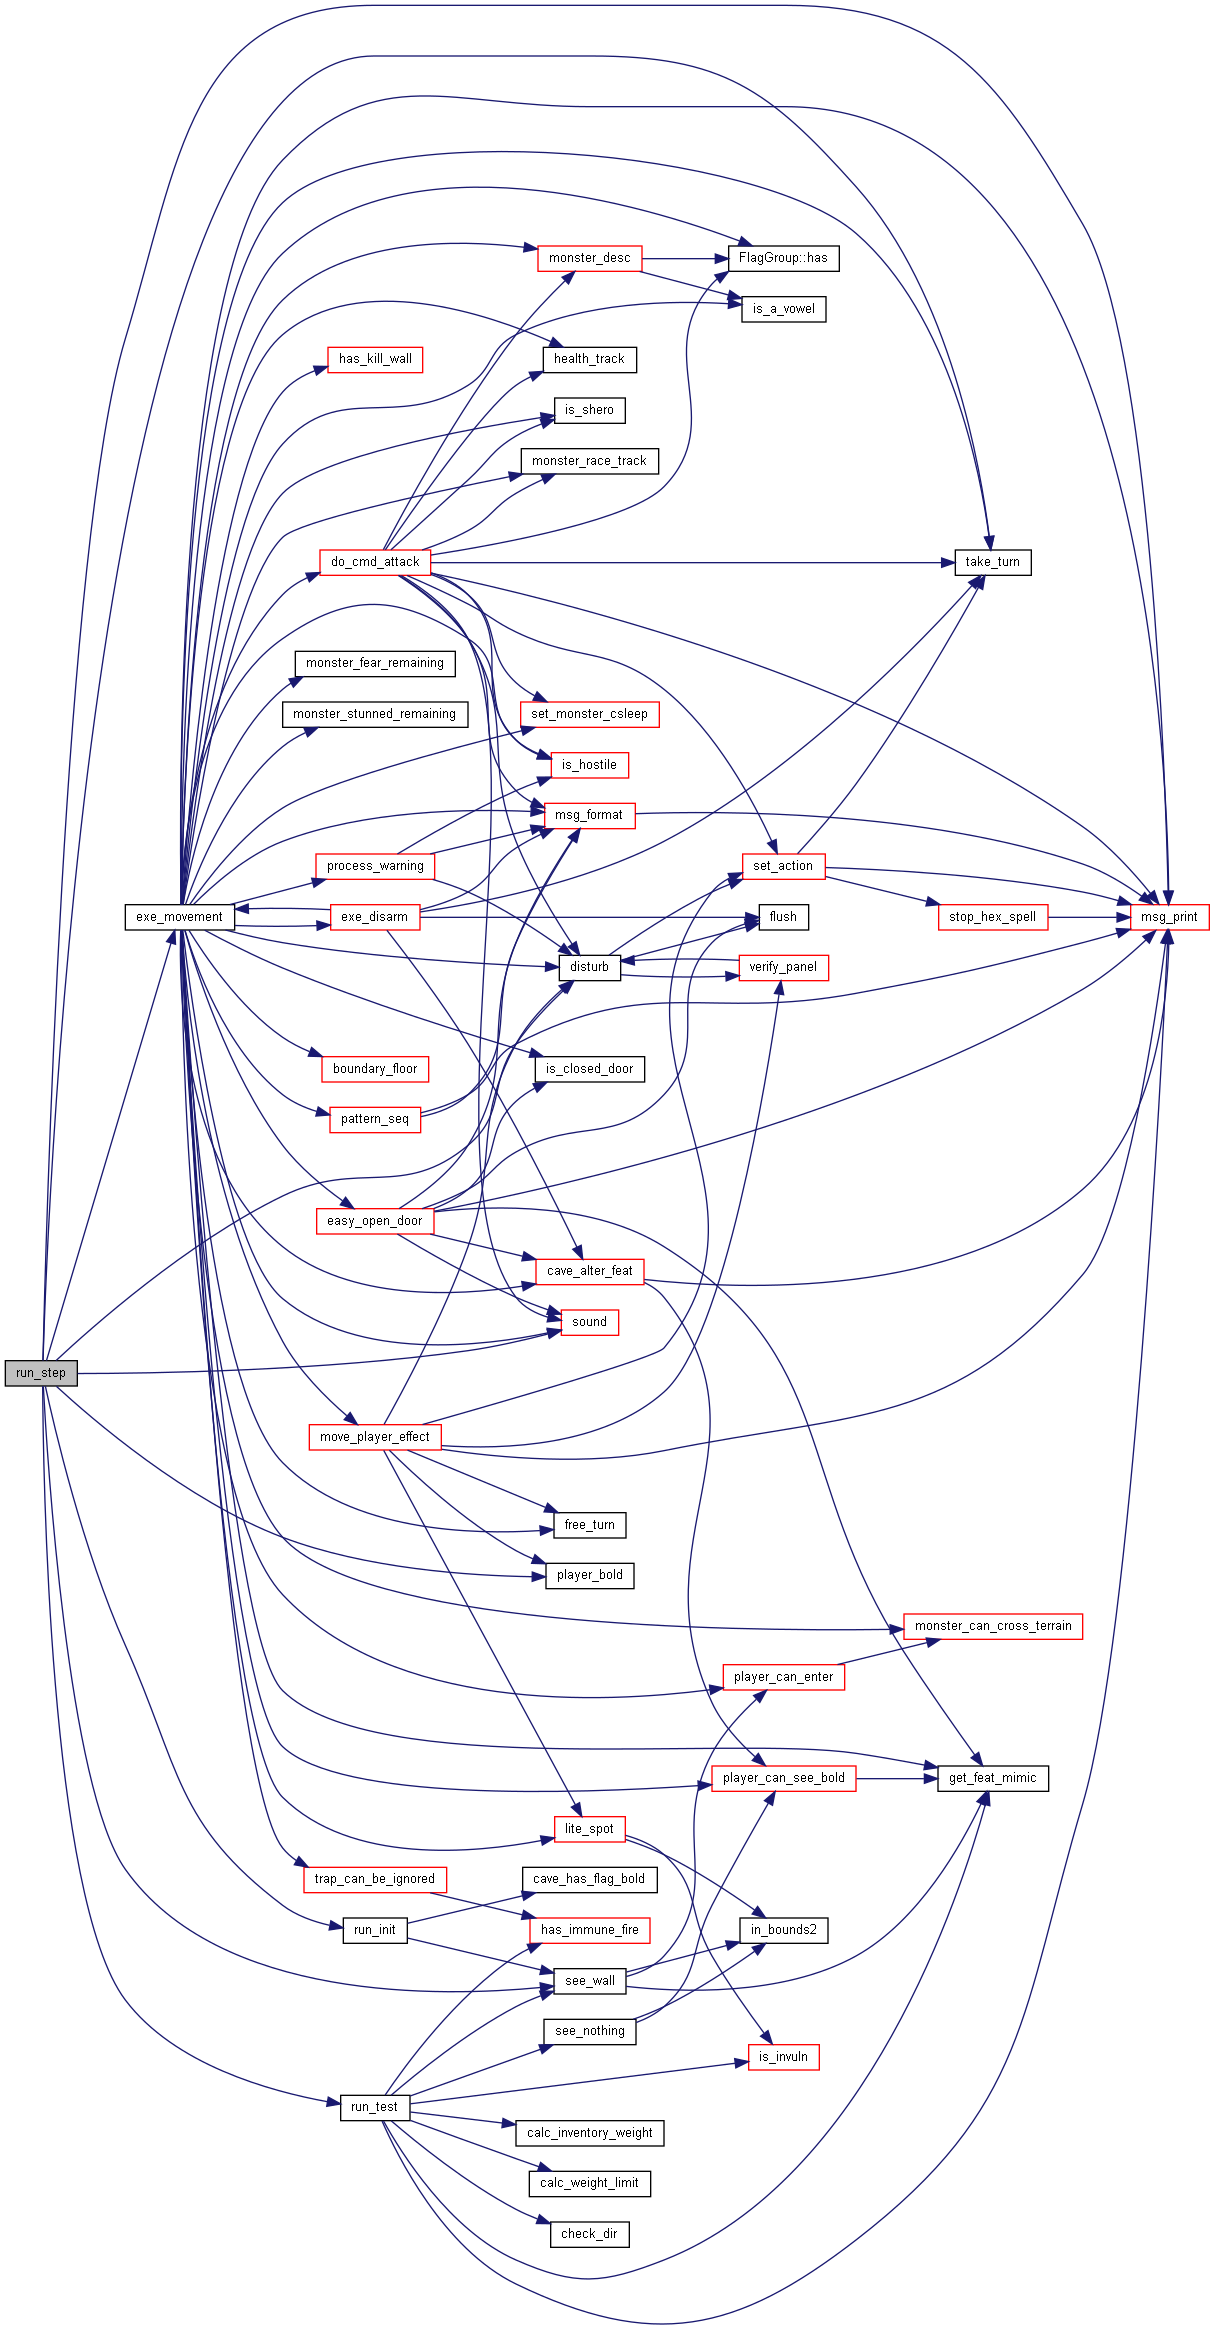 monster_desc
FlagGroup::has
is_a_vowel
has_kill_wall
health_track
is_shero
monster_race_track
do_cmd_attack
take_turn
monster_fear_remaining
monster_stunned_remaining
set_monster_csleep
is_hostile
msg_format
process_warning
set_action
exe_movement
exe_disarm
flush
stop_hex_spell
msg_print
disturb
verify_panel
boundary_floor
is_closed_door
pattern_seq
easy_open_door
cave_alter_feat
sound
run_step
move_player_effect
free_turn
player_bold
monster_can_cross_terrain
player_can_enter
player_can_see_bold
get_feat_mimic
lite_spot
trap_can_be_ignored
cave_has_flag_bold
run_init
has_immune_fire
in_bounds2
see_wall
see_nothing
is_invuln
run_test
calc_inventory_weight
calc_weight_limit
check_dir